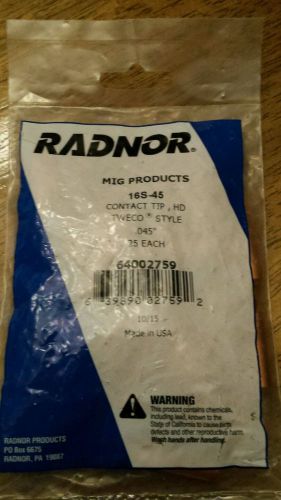 RADNOR®
MIG PRODUCTS
16S-45
CONTACT TIP, HD
TWECO® STYLE
.045"
25 EACH
64002759
6 39890 02759 2
10/15
Made in USA
WARNING
This product contains chemicals,
including lead, known to the
State of California to cause birth
defects and other reproductive harm.
Wash hands after handling.
RADNOR PRODUCTS
PO Box 6675
RADNOR, PA 19087